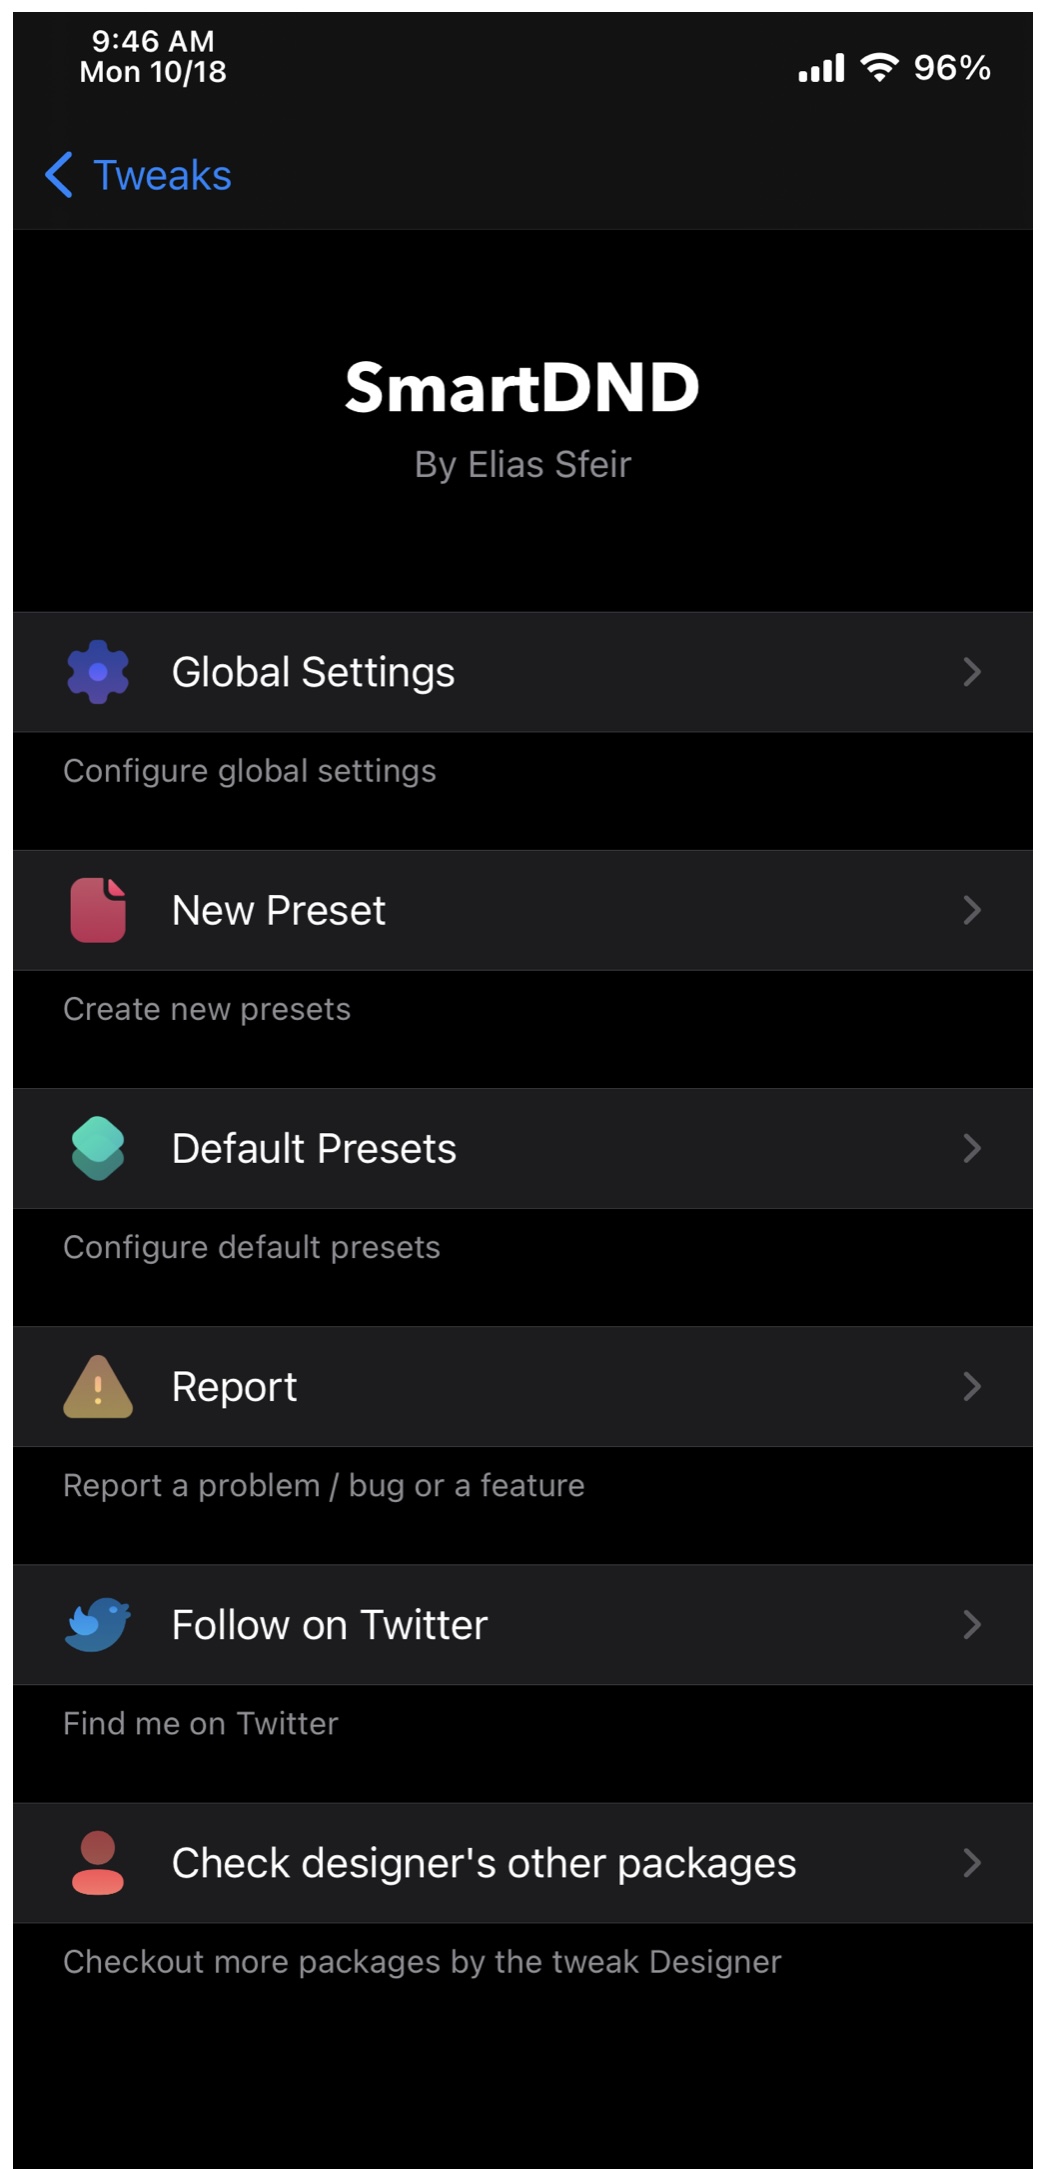 9:46 AM
Mon 10/18
96%
Tweaks
SmartDND
By Elias Sfeir
Global Settings
Configure global settings
New Preset
Create new presets
Default Presets
Configure default presets
Report
Report a problem / bug or a feature
Follow on Twitter
Find me on Twitter
Check designer's other packages
Checkout more packages by the tweak Designer